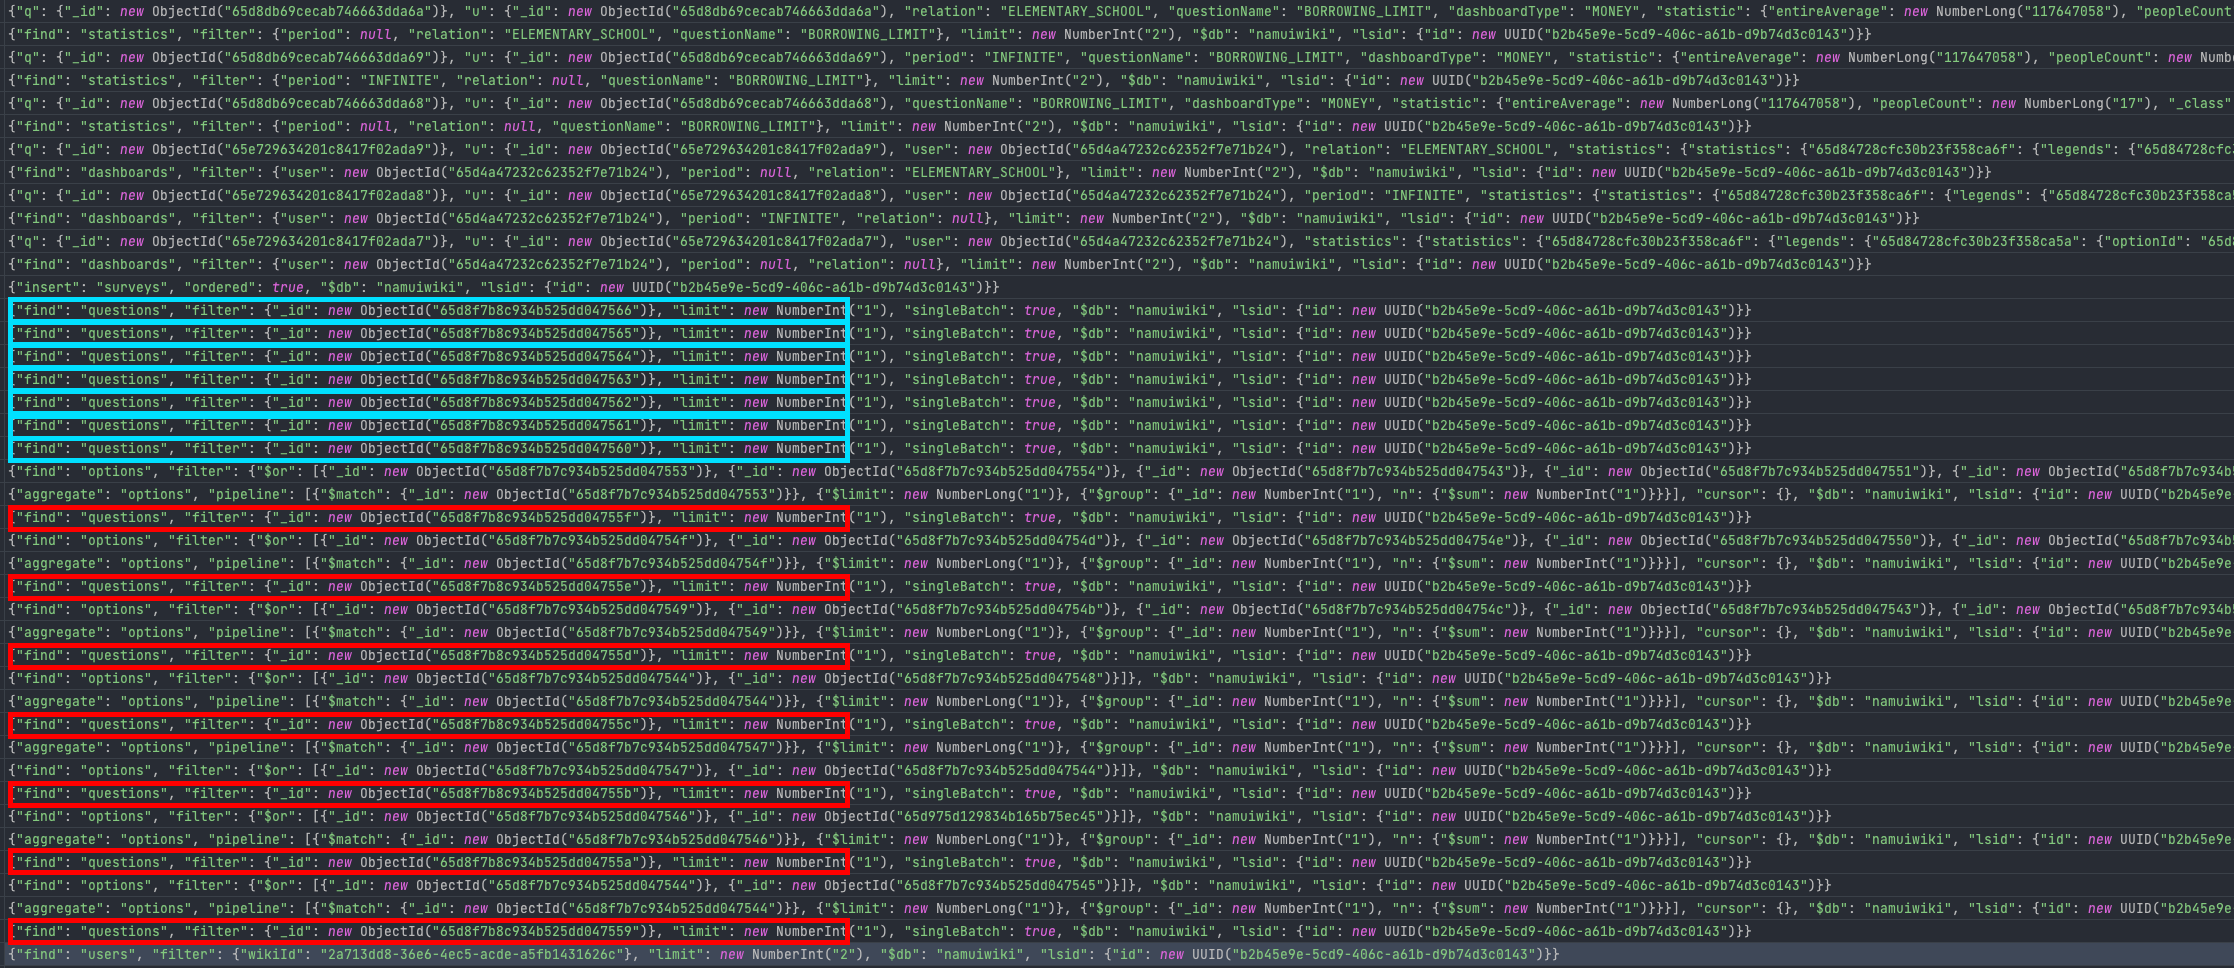 {"q": {"_id": new ObjectId("65d8db69cecab746663dda6a")}, "u": {"_id": new ObjectId("65d8db69cecab746663dda6a"), "relation": "ELEMENTARY_SCHOOL", "questionName": "BORROWING_LIMIT", "dashboardType": "MONEY", "statistic": {"entireAverage": new NumberLong("117647058"), "peopleCount
{"find": "statistics", "filter": {"period": null, "relation": "ELEMENTARY_SCHOOL", "questionName": "BORROWING_LIMIT"}, "limit": new NumberInt("2"), "$db": "namuiwiki", "lsid": {"id": new UUID("b2b45e9e-5cd9-406c-a61b-d9b74d3c0143")}}
{"q": {"_id": new ObjectId("65d8db69cecab746663dda69")}, "u": {"_id": new ObjectId("65d8db69cecab746663dda69"), "period": "INFINITE", "questionName": "BORROWING_LIMIT", "dashboardType": "MONEY", "statistic": {"entireAverage": new NumberLong("117647058"), "peopleCount": new Numb
{"find": "statistics", "filter": {"period": "INFINITE", "relation": null, "questionName": "BORROWING_LIMIT"}, "limit": new NumberInt("2"), "$db": "namuiwiki", "lsid": {"id": new UUID("b2b45e9e-5cd9-406c-a61b-d9b74d3c0143")}}
{"q": {"_id": new ObjectId("65d8db69cecab746663dda68")}, "u": {"_id": new ObjectId("65d8db69cecab746663dda68"), "questionName": "BORROWING_LIMIT", "dashboardType": "MONEY", "statistic": {"entireAverage": new NumberLong("117647058"), "peopleCount": new NumberLong("17"), "_class"
{"find": "statistics", "filter": {"period": null, "relation": null, "questionName": "BORROWING_LIMIT"}, "limit": new NumberInt("2"), "$db": "namuiwiki", "lsid": {"id": new UUID("b2b45e9e-5cd9-406c-a61b-d9b74d3c0143")}}
{"q": {"_id": new ObjectId("65e729634201c8417f02ada9")}, "u": {"_id": new ObjectId("65e729634201c8417f02ada9"), "user": new ObjectId("65d4a47232c62352f7e71b24"), "relation": "ELEMENTARY_SCHOOL", "statistics": {"statistics": {"65d84728cfc30b23f358ca6f": {"legends": {"65d84728cfc
{"find": "dashboards", "filter": {"user": new ObjectId("65d4a47232c62352f7e71b24"), "period": null, "relation": "ELEMENTARY_SCHOOL"}, "limit": new NumberInt("2"), "$db": "namuiwiki", "lsid": {"id": new UUID("b2b45e9e-5cd9-406c-a61b-d9b74d3c0143")}}
{"q": {"_id": new ObjectId("65e729634201c8417f02ada8")}, "u": {"_id": new ObjectId("65e729634201c8417f02ada8"), "user": new ObjectId("65d4a47232c62352f7e71b24"), "period": "INFINITE", "statistics": {"statistics": {"65d84728cfc30b23f358ca6f": {"legends": {"65d84728cfc30b23f358ca5
{"find": "dashboards", "filter": {"user": new ObjectId("65d4a47232c62352f7e71b24"), "period": "INFINITE", "relation": null}, "limit": new NumberInt("2"), "$db": "namuiwiki", "lsid": {"id": new UUID("b2b45e9e-5cd9-406c-a61b-d9b74d3c0143")}}
{"q": {"_id": new ObjectId("65e729634201c8417f02ada7")}, "u": {"_id": new ObjectId("65e729634201c8417f02ada7"), "user": new ObjectId("65d4a47232c62352f7e71b24"), "statistics": {"statistics": {"65d84728cfc30b23f358ca6f": {"legends": {"65d84728cfc30b23f358ca5a": {"optionId": "65d
{"find": "dashboards", "filter": {"user": new ObjectId("65d4a47232c62352f7e71b24"), "period": null, "relation": null}, "limit": new NumberInt("2"), "$db": "namuiwiki", "lsid": {"id": new UUID("b2b45e9e-5cd9-406c-a61b-d9b74d3c0143")}}
{"insert": "surveys", "ordered": true, "$db": "namuiwiki", "lsid": {"id": new UUID("b2b45e9e-5cd9-406c-a61b-d9b74d3c0143")}}
{"find": "questions", "filter": {"_id": new ObjectId("65d8f7b8c934b525dd047566")}, "limit": new NumberInt("1"), "singleBatch": true, "$db": "namuiwiki", "lsid": {"id": new UUID("b2b45e9e-5cd9-406c-a61b-d9b74d3c0143")}}
{"find": "questions", "filter": {"_id": new ObjectId("65d8f7b8c934b525dd047565")}, "limit": new NumberInt("1"), "singleBatch": true, "$db": "namuiwiki", "lsid": {"id": new UUID("b2b45e9e-5cd9-406c-a61b-d9b74d3c0143")}}
{"find": "questions", "filter": {"_id": new ObjectId("65d8f7b8c934b525dd047564")}, "limit": new NumberInt("1"), "singleBatch": true, "$db": "namuiwiki", "lsid": {"id": new UUID("b2b45e9e-5cd9-406c-a61b-d9b74d3c0143")}}
{"find": "questions", "filter": {"_id": new ObjectId("65d8f7b8c934b525dd047563")}, "limit": new NumberInt("1"), "singleBatch": true, "$db": "namuiwiki", "lsid": {"id": new UUID("b2b45e9e-5cd9-406c-a61b-d9b74d3c0143")}}
{"find": "questions", "filter": {"_id": new ObjectId("65d8f7b8c934b525dd047562")}, "limit": new NumberInt("1"), "singleBatch": true, "$db": "namuiwiki", "lsid": {"id": new UUID("b2b45e9e-5cd9-406c-a61b-d9b74d3c0143")}}
{"find": "questions", "filter": {"_id": new ObjectId("65d8f7b8c934b525dd047561")}, "limit": new NumberInt("1"), "singleBatch": true, "$db": "namuiwiki", "lsid": {"id": new UUID("b2b45e9e-5cd9-406c-a61b-d9b74d3c0143")}}
{"find": "questions", "filter": {"_id": new ObjectId("65d8f7b8c934b525dd047560")}, "limit": new NumberInt("1"), "singleBatch": true, "$db": "namuiwiki", "lsid": {"id": new UUID("b2b45e9e-5cd9-406c-a61b-d9b74d3c0143")}}
{"find": "options", "filter": {"$or": [{"_id": new ObjectId("65d8f7b7c934b525dd047553")}, {"_id": new ObjectId("65d8f7b7c934b525dd047554")}, {"_id": new ObjectId("65d8f7b7c934b525dd047543")}, {"_id": new ObjectId("65d8f7b7c934b525dd047551")}, {"_id": new ObjectId("65d8f7b7c934b5
{"aggregate": "options", "pipeline": [{"$match": {"_id": new ObjectId("65d8f7b7c934b525dd047553")}}, {"$limit": new NumberLong("1")}, {"$group": {"_id": new NumberInt("1"), "n": {"$sum": new NumberInt("1")}}}], "cursor": {}, "$db": "namuiwiki", "lsid": {"id": new UUID("b2b45e9e
{"find": "questions", "filter": {"_id": new ObjectId("65d8f7b8c934b525dd04755f")}, "limit": new NumberInt("1"), "singleBatch": true, "$db": "namuiwiki", "lsid": {"id": new UUID("b2b45e9e-5cd9-406c-a61b-d9b74d3c0143")}}
{"find": "options", "filter": {"$or": [{"_id": new ObjectId("65d8f7b7c934b525dd04754f")}, {"_id": new ObjectId("65d8f7b7c934b525dd04754d")}, {"_id": new ObjectId("65d8f7b7c934b525dd04754e")}, {"_id": new ObjectId("65d8f7b7c934b525dd047550")}, {"_id": new ObjectId("65d8f7b7c934b5
{"aggregate": "options", "pipeline": [{"$match": {"_id": new ObjectId("65d8f7b7c934b525dd04754f")}}, {"$limit": new NumberLong("1")}, {"$group": {"_id": new NumberInt("1"), "n": {"$sum": new NumberInt("1")}}}], "cursor": {}, "$db": "namuiwiki", "lsid": {"id": new UUID("b2b45e9e
{"find": "questions", "filter": {"_id": new ObjectId("65d8f7b8c934b525dd04755e")}, "limit": new NumberInt("1"), "singleBatch": true, "$db": "namuiwiki", "lsid": {"id": new UUID("b2b45e9e-5cd9-406c-a61b-d9b74d3c0143")}}
{"find": "options", "filter": {"$or": [{"_id": new ObjectId("65d8f7b7c934b525dd047549")}, {"_id": new ObjectId("65d8f7b7c934b525dd04754b")}, {"_id": new ObjectId("65d8f7b7c934b525dd04754c")}, {"_id": new ObjectId("65d8f7b7c934b525dd047543")}, {"_id": new ObjectId("65d8f7b7c934b5
{"aggregate": "options", "pipeline": [{"$match": {"_id": new ObjectId("65d8f7b7c934b525dd047549")}}, {"$limit": new NumberLong("1")}, {"$group": {"_id": new NumberInt("1"), "n": {"$sum": new NumberInt("1")}}}], "cursor": {}, "$db": "namuiwiki", "lsid": {"id": new UUID("b2b45e9e
{"find": "questions", "filter": {"_id": new ObjectId("65d8f7b8c934b525dd04755d")}, "limit": new NumberInt("1"), "singleBatch": true, "$db": "namuiwiki", "lsid": {"id": new UUID("b2b45e9e-5cd9-406c-a61b-d9b74d3c0143")}}
{"find": "options", "filter": {"$or": [{"_id": new ObjectId("65d8f7b7c934b525dd047544")}, {"_id": new ObjectId("65d8f7b7c934b525dd047548")}]}, "$db": "namuiwiki", "lsid": {"id": new UUID("b2b45e9e-5cd9-406c-a61b-d9b74d3c0143")}}
{"aggregate": "options", "pipeline": [{"$match": {"_id": new ObjectId("65d8f7b7c934b525dd047544")}}, {"$limit": new NumberLong("1")}, {"$group": {"_id": new NumberInt("1"), "n": {"$sum": new NumberInt("1")}}}], "cursor": {}, "$db": "namuiwiki", "lsid": {"id": new UUID("b2b45e9e
{"find": "questions", "filter": {"_id": new ObjectId("65d8f7b8c934b525dd04755c")}, "limit": new NumberInt("1"), "singleBatch": true, "$db": "namuiwiki", "lsid": {"id": new UUID("b2b45e9e-5cd9-406c-a61b-d9b74d3c0143")}}
{"aggregate": "options", "pipeline": [{"$match": {"_id": new ObjectId("65d8f7b7c934b525dd047547")}}, {"$limit": new NumberLong("1")}, {"$group": {"_id": new NumberInt("1"), "n": {"$sum": new NumberInt("1")}}}], "cursor": {}, "$db": "namuiwiki", "lsid": {"id": new UUID("b2b45e9e
{"find": "options", "filter": {"$or": [{"_id": new ObjectId("65d8f7b7c934b525dd047547")}, {"_id": new ObjectId("65d8f7b7c934b525dd047544")}]}, "$db": "namuiwiki", "lsid": {"id": new UUID("b2b45e9e-5cd9-406c-a61b-d9b74d3c0143")}}
{"find": "questions", "filter": {"_id": new ObjectId("65d8f7b8c934b525dd04755b")}, "limit": new NumberInt("1"), "singleBatch": true, "$db": "namuiwiki", "lsid": {"id": new UUID("b2b45e9e-5cd9-406c-a61b-d9b74d3c0143")}}
{"find": "options", "filter": {"$or": [{"_id": new ObjectId("65d8f7b7c934b525dd047546")}, {"_id": new ObjectId("65d975d129834b165b75ec45")}]}, "$db": "namuiwiki", "lsid": {"id": new UUID("b2b45e9e-5cd9-406c-a61b-d9b74d3c0143")}}
{"aggregate": "options", "pipeline": [{"$match": {"_id": new ObjectId("65d8f7b7c934b525dd047546")}}, {"$limit": new NumberLong("1")}, {"$group": {"_id": new NumberInt("1"), "n": {"$sum": new NumberInt("1")}}}], "cursor": {}, "$db": "namuiwiki", "lsid": {"id": new UUID("b2b45e9e
{"find": "questions", "filter": {"_id": new ObjectId("65d8f7b8c934b525dd04755a")}, "limit": new NumberInt("1"), "singleBatch": true, "$db": "namuiwiki", "lsid": {"id": new UUID("b2b45e9e-5cd9-406c-a61b-d9b74d3c0143")}}
{"find": "options", "filter": {"$or": [{"_id": new ObjectId("65d8f7b7c934b525dd047544")}, {"_id": new ObjectId("65d8f7b7c934b525dd047545")}]}, "$db": "namuiwiki", "lsid": {"id": new UUID("b2b45e9e-5cd9-406c-a61b-d9b74d3c0143")}}
{"aggregate": "options", "pipeline": [{"$match": {"_id": new ObjectId("65d8f7b7c934b525dd047544")}}, {"$limit": new NumberLong("1")}, {"$group": {"_id": new NumberInt("1"), "n": {"$sum": new NumberInt("1")}}}], "cursor": {}, "$db": "namuiwiki", "lsid": {"id": new UUID("b2b45e9e
{"find": "questions", "filter": {"_id": new ObjectId("65d8f7b8c934b525dd047559")}, "limit": new NumberInt("1"), "singleBatch": true, "$db": "namuiwiki", "lsid": {"id": new UUID("b2b45e9e-5cd9-406c-a61b-d9b74d3c0143")}}
{"find": "users", "filter": {"wikiId": "2a713dd8-36e6-4ec5-acde-a5fb1431626c"}, "limit": new NumberInt("2"), "$db": "namuiwiki", "lsid": {"id": new UUID("b2b45e9e-5cd9-406c-a61b-d9b74d3c0143")}}